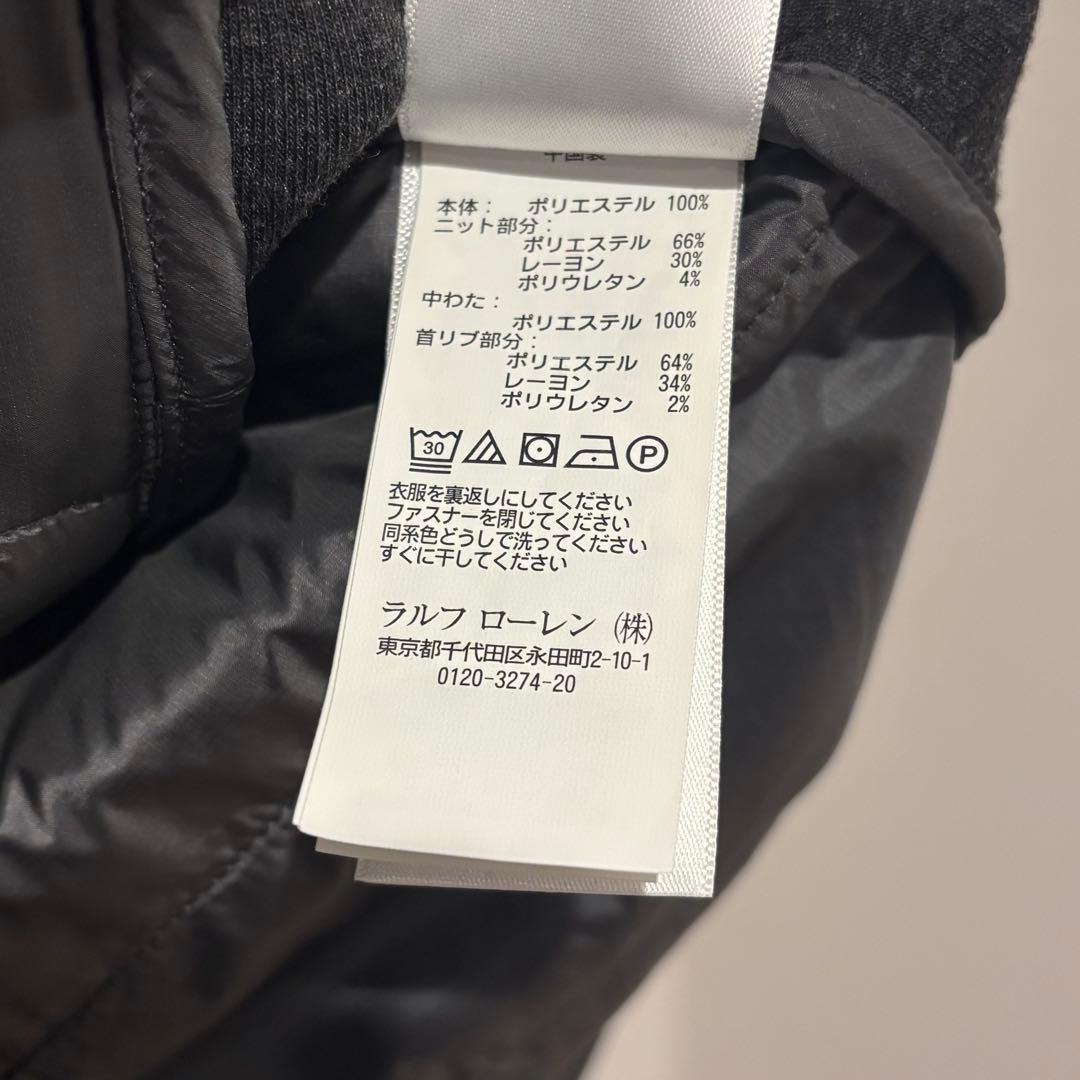 中国製
本体: ポリエステル 100%
ニット部分:
ポリエステル 66%
レーヨン 30%
ポリウレタン 4%
中わた:
ポリエステル 100%
首リブ部分:
ポリエステル 64%
レーヨン 34%
ポリウレタン 2%
30 P
衣服を裏返しにしてください
ファスナーを閉じてください
同系色どうしで洗ってください
すぐに干してください
ラルフ ローレン (株)
東京都千代田区永田町2-10-1
0120-3274-20